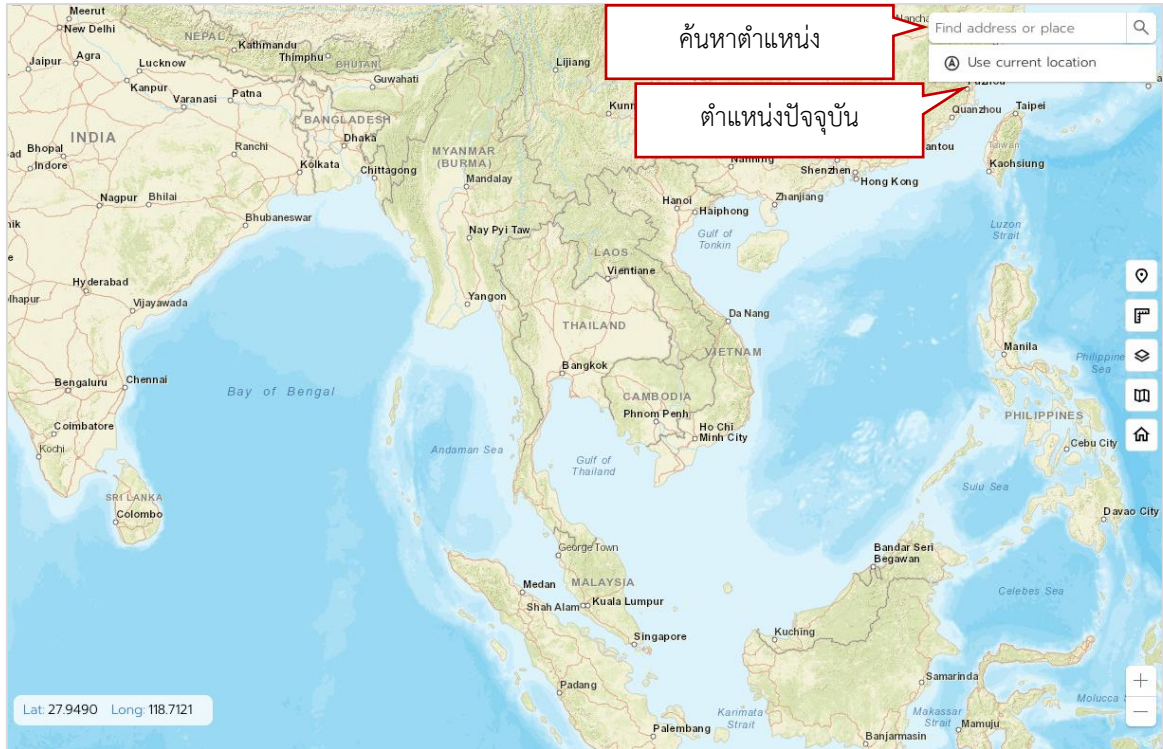 Meerut
New Delhi
NEPAL
Kathmandu
Thimphu
BHUTAN
Jaipur
Agra
Lucknow
Guwahati
Lijiang
ค้นหาตำแหน่ง
Find address or place
Use current location
Kanpur
Varanasi
Patna
ตำแหน่งปัจจุบัน
Quanzhou
Taipei
BANGLADESH
INDIA
Dhaka
Bhopal
Indore
Ranchi
Kolkata
Chittagong
MYANMAR
(BURMA)
Mandalay
Taiwan
Kaohsiung
Nanning
Shenzhen
Hong Kong
Nagpur
Bhilai
Zhanjiang
Hanoi
Haiphong
Bhubaneswar
Nay Pyi Taw
Gulf of
Tonkin
Luzon
Strait
LAOS
Vientiane
Hyderabad
Vijayawada
Yangon
THAILAND
Da Nang
VIETNAM
Manila
Philippine
Sea
Bangkok
Bengaluru
Chennai
Bay of Bengal
CAMBODIA
Phnom Penh
Ho Chi
Minh City
PHILIPPINES
Cebu City
Coimbatore
Kochi
Andaman Sea
Gulf of
Thailand
Sulu Sea
SRI LANKA
Colombo
Davao City
George Town
Bandar Seri
Begawan
Medan
MALAYSIA
Shah Alam
Kuala Lumpur
Celebes Sea
Singapore
Kuching
Padang
Samarinda
Lat: 27.9490 Long: 118.7121
Karimata
Strait
Makassar
Strait
Mamuju
Molucca
Palembang
Banjarmasin